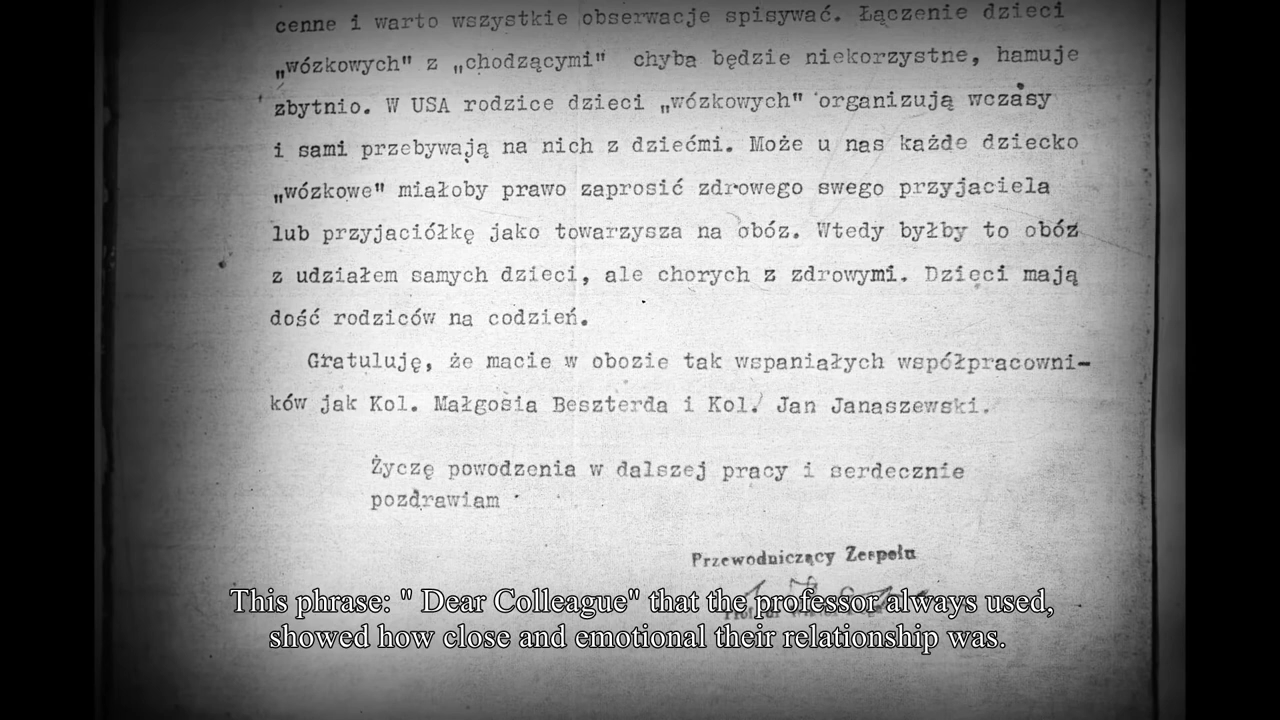 cenne i warto wszystkie obserwacje spisywać. Łączenie dzieci
„wózkowych" z „chodzącymi" chyba będzie niekorzystne, hamuje
zbytnio. W USA rodzice dzieci „wózkowych" organizują wczasy
i sami przebywają na nich z dziećmi. Może u nas każde dziecko
„wózkowe" miałoby prawo zaprosić zdrowego swego przyjaciela
lub przyjaciółkę jako towarzysza na obóz. Wtedy byłby to obóz
z udziałem samych dzieci, ale chorych z zdrowymi. Dzieci mają
dość rodziców na codzień.
Gratuluję, że macie w obozie tak wspaniałych współpracowni-
ków jak Kol. Małgosia Beszterda i Kol. Jan Janaszewski.
Życzę powodzenia w dalszej pracy i serdecznie
pozdrawiam
Przewodniczący Zespołu
This phrase: " Dear Colleague" that the professor always used,
showed how close and emotional their relationship was.